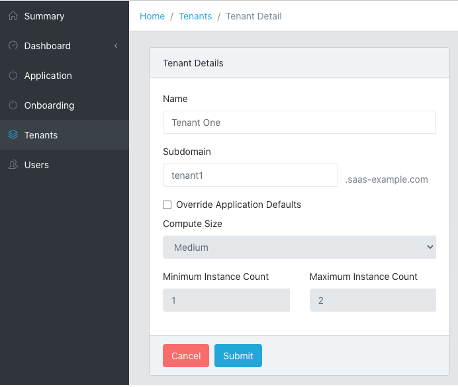 Summary
Dashboard
Application
Onboarding
Tenants
Users
Home / Tenants / Tenant Detail
Tenant Details
Name
Tenant One
Subdomain
tenant1 .saas-example.com
Override Application Defaults
Compute Size
Medium
Minimum Instance Count Maximum Instance Count
1 2
Cancel Submit